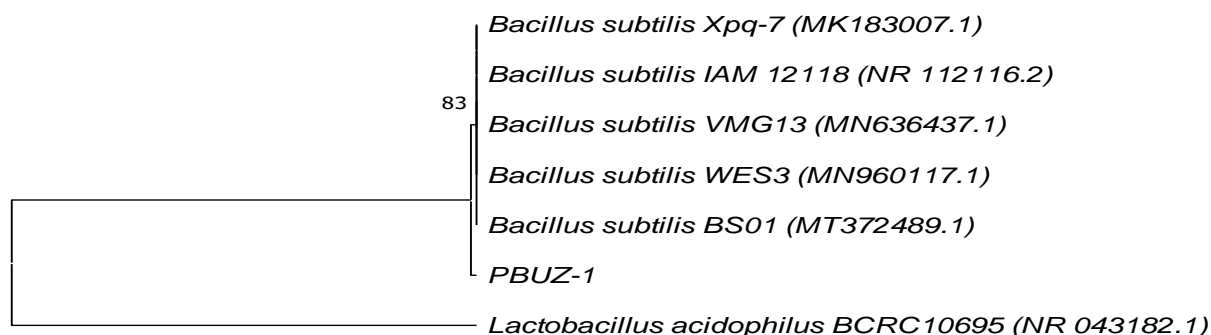 Bacillus subtilis Xpq-7 (MK183007.1)
Bacillus subtilis IAM 12118 (NR 112116.2)
83
Bacillus subtilis VMG13 (MN636437.1)
Bacillus subtilis WES3 (MN960117.1)
Bacillus subtilis BS01 (MT372489.1)
PBUZ-1
Lactobacillus acidophilus BCRC10695 (NR 043182.1)